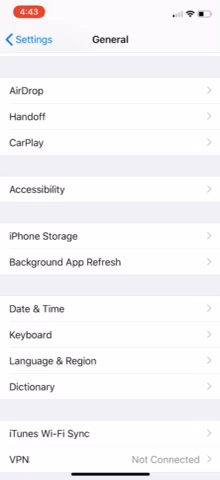 4:43
Settings
General
AirDrop
Handoff
CarPlay
Accessibility
iPhone Storage
Background App Refresh
Date & Time
Keyboard
Language & Region
Dictionary
iTunes Wi-Fi Sync
VPN Not Connected